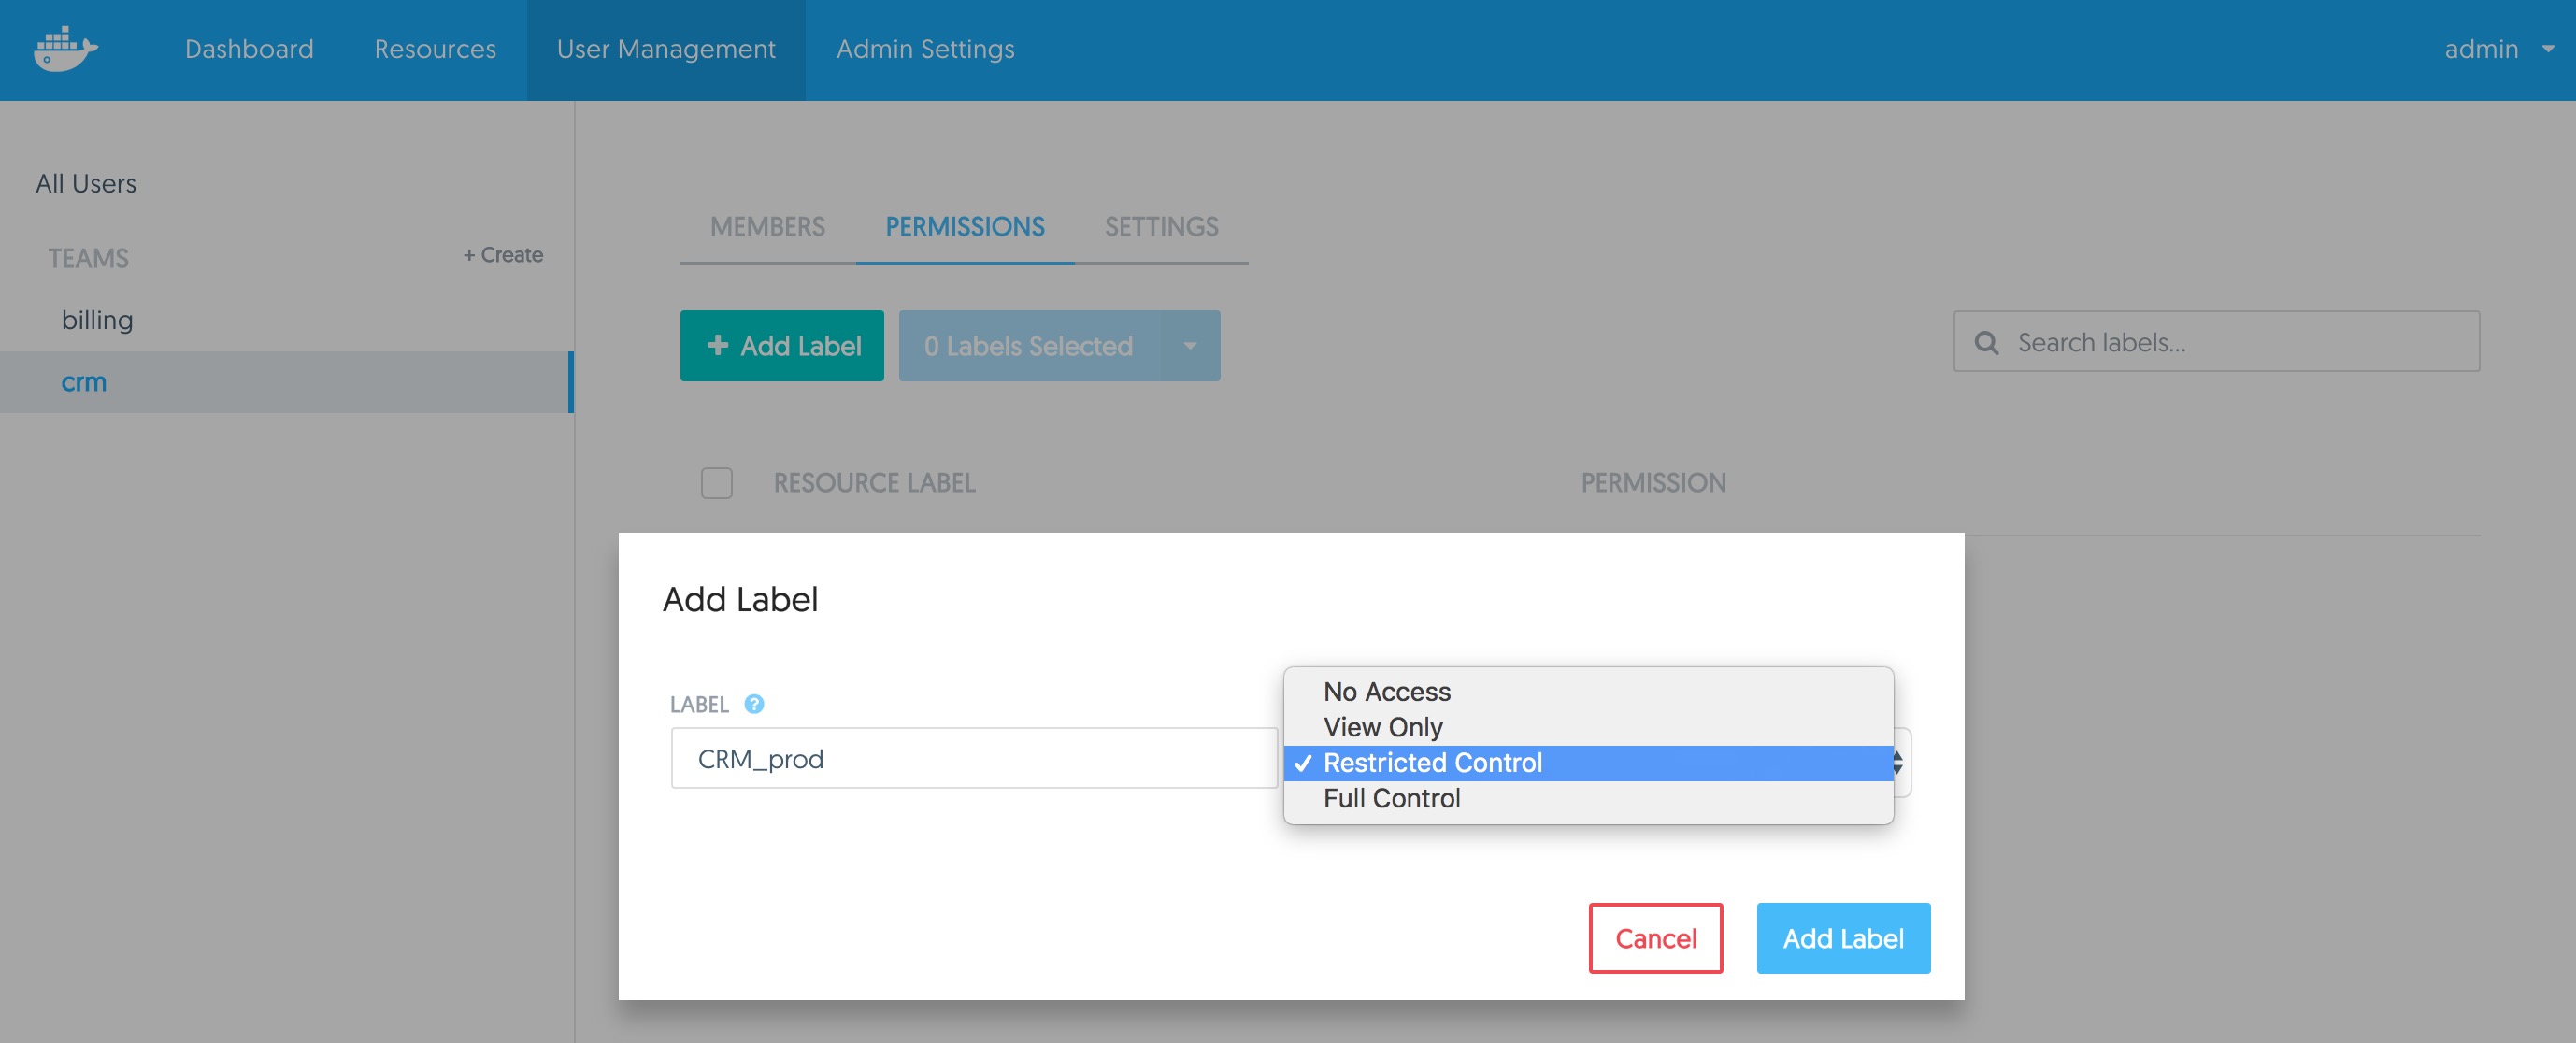 Dashboard Resources User Management Admin Settings admin
All Users
TEAMS + Create
billing
crm
MEMBERS PERMISSIONS SETTINGS
+ Add Label 0 Labels Selected Search labels...
RESOURCE LABEL PERMISSION
Add Label
LABEL ?
CRM_prod
No Access
View Only
✓ Restricted Control
Full Control
Cancel Add Label